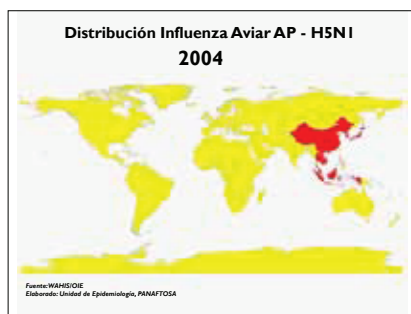 Distribución Influenza Aviar AP - H5N1
2004
Fuente:WAHIS/OIE
Elaborado: Unidad de Epidemiología, PANAFTOSA